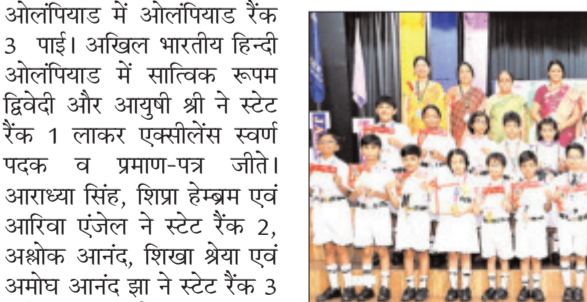 ओलंपियाड में ओलंपियाड रैंक
3 पाई। अखिल भारतीय हिन्दी
ओलंपियाड में सात्विक रूपम
द्विवेदी और आयुषी श्री ने स्टेट
रैंक 1 लाकर एक्सीलेंस स्वर्ण
पदक व प्रमाण-पत्र जीते।
आराध्या सिंह, शिप्रा हेम्ब्रम एवं
आरिवा एंजेल ने स्टेट रैंक 2,
अश्लोक आनंद, शिखा श्रेया एवं
अमोघ आनंद झा ने स्टेट रैंक 3